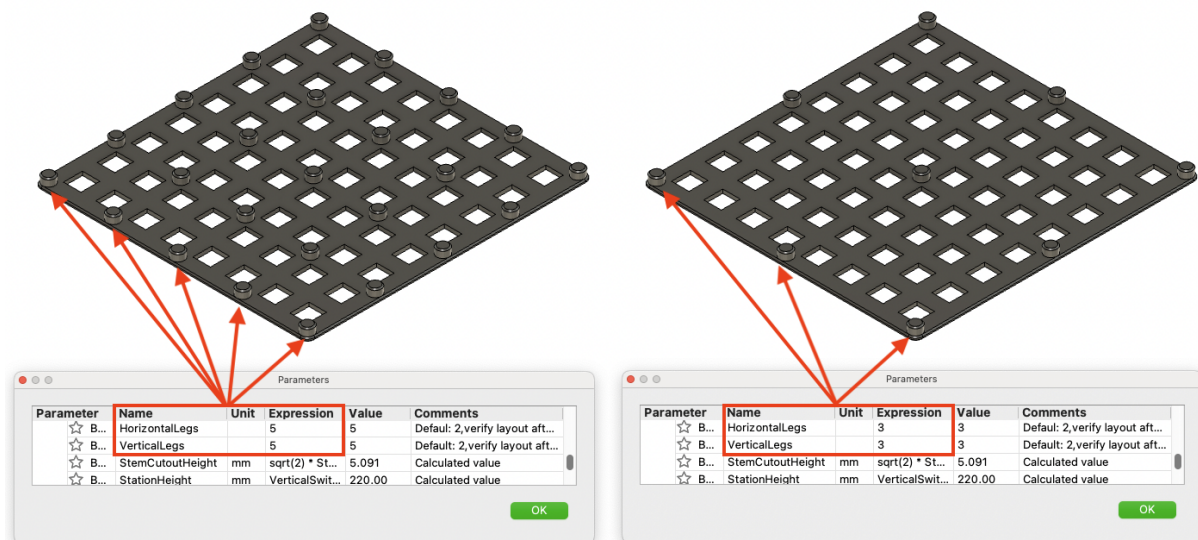 Parameters
Parameter Name Unit Expression Value Comments
B... HorizontalLegs 5 5 Defaul: 2,verify layout aft...
B... VerticalLegs 5 5 Default: 2,verify layout aft...
B... StemCutoutHeight mm sqrt(2) * St... 5.091 Calculated value
B... StationHeight mm VerticalSwit... 220.00 Calculated value
OK
Parameters
Parameter Name Unit Expression Value Comments
B... HorizontalLegs 3 3 Defaul: 2,verify layout aft...
B... VerticalLegs 3 3 Default: 2,verify layout aft...
B... StemCutoutHeight mm sqrt(2) * St... 5.091 Calculated value
B... StationHeight mm VerticalSwit... 220.00 Calculated value
OK